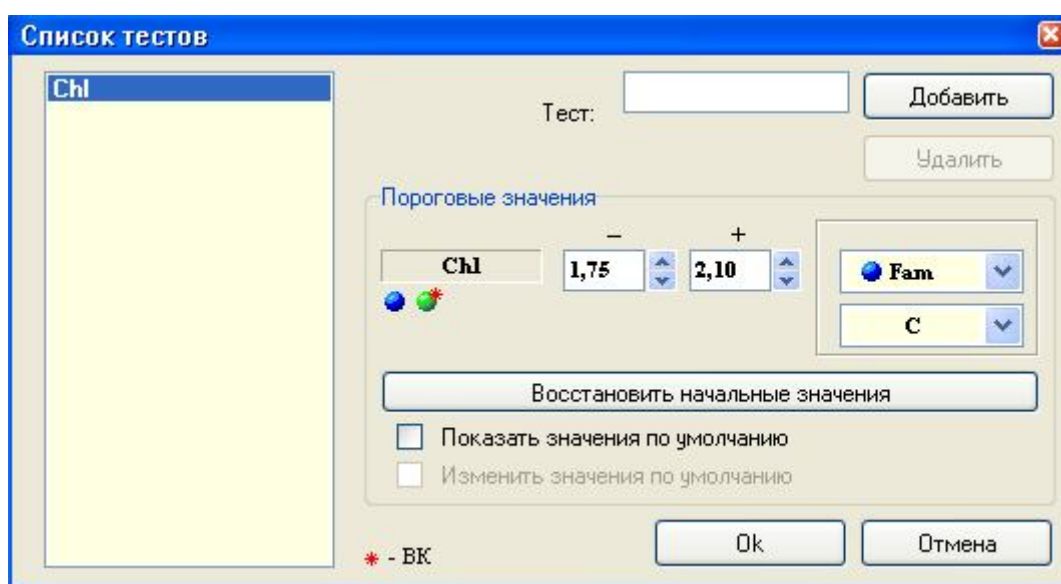 Список тестов
Chl
Тест:
Добавить
Удалить
Пороговые значения
– +
Chl 1,75 2,10 Fam
C
Восстановить начальные значения
Показать значения по умолчанию
Изменить значения по умолчанию
* - ВК
Ok Отмена